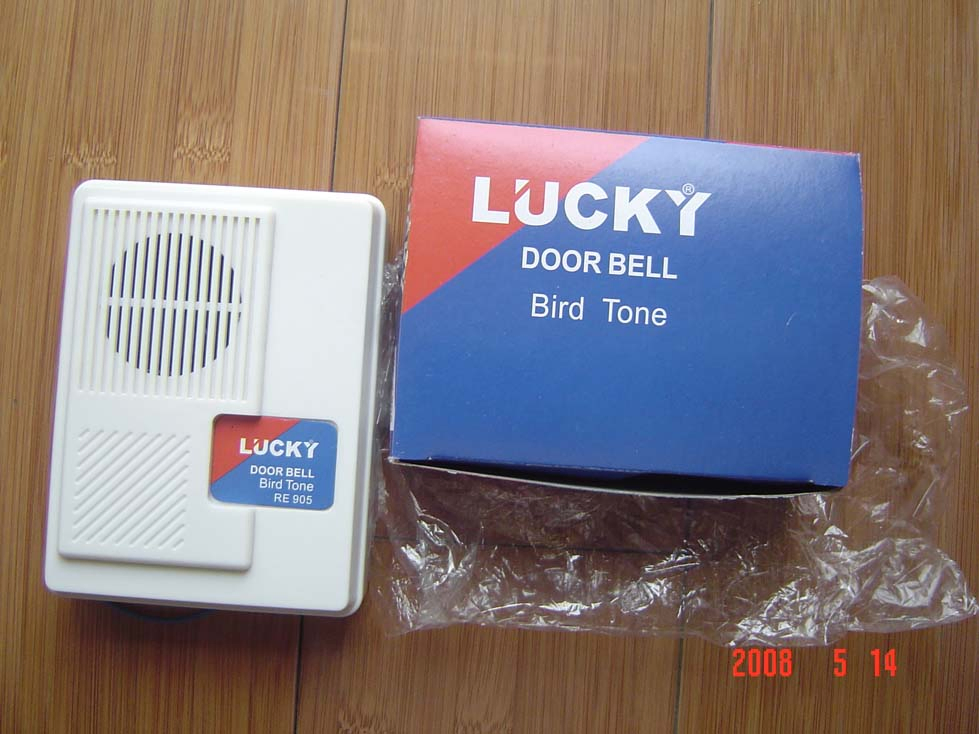 LUCKY®
DOOR BELL
Bird Tone
LUCKY®
DOOR BELL
Bird Tone
RE 905
2008 5 14